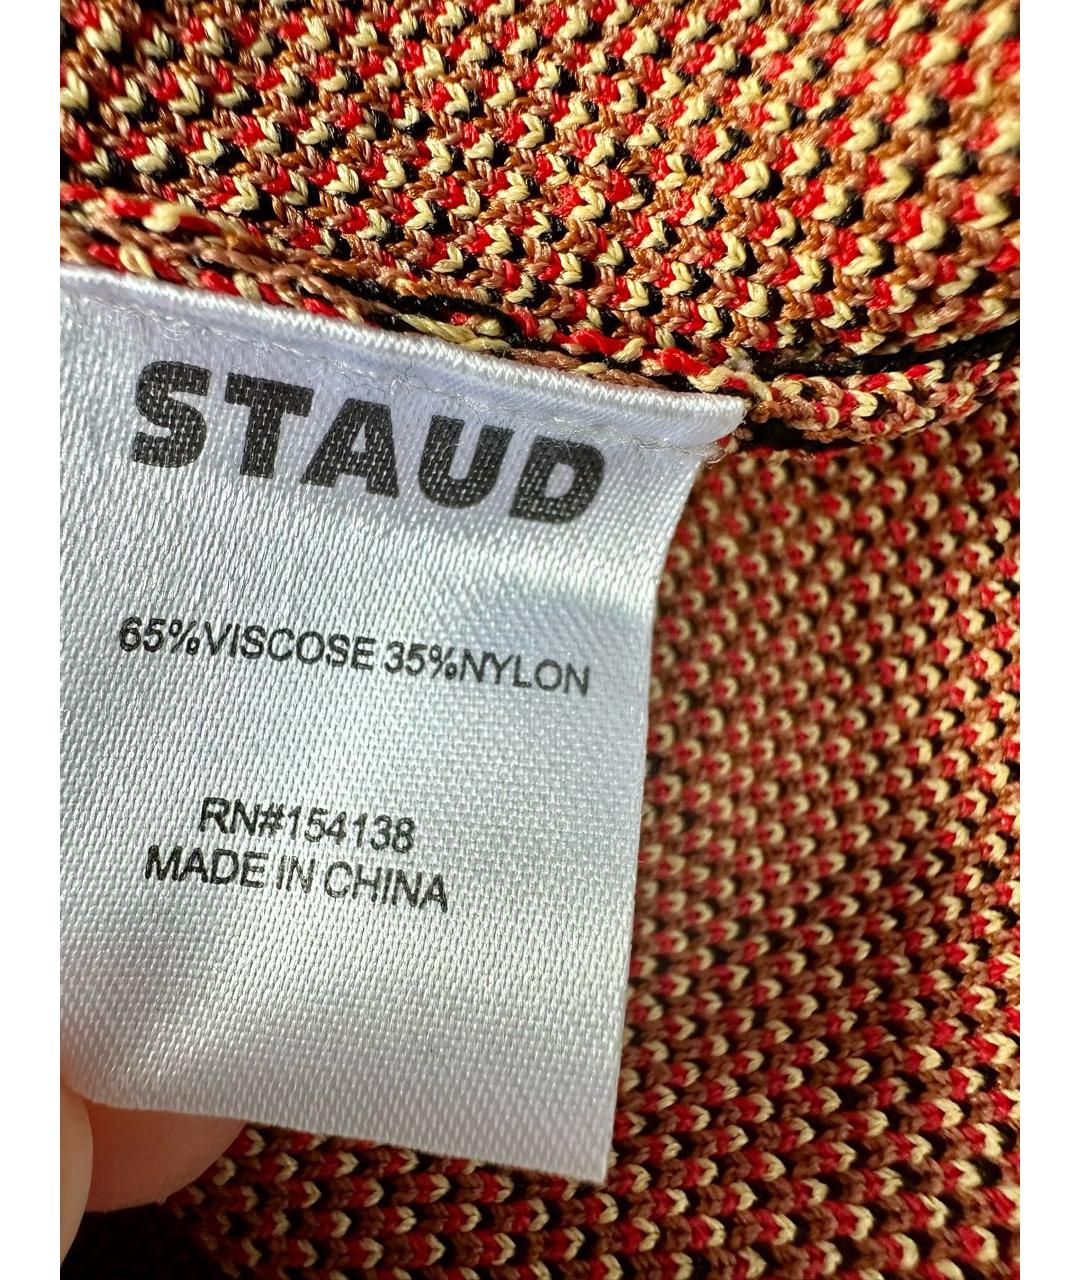 STAUD
65%VISCOSE 35%NYLON
RN#154138
MADE IN CHINA